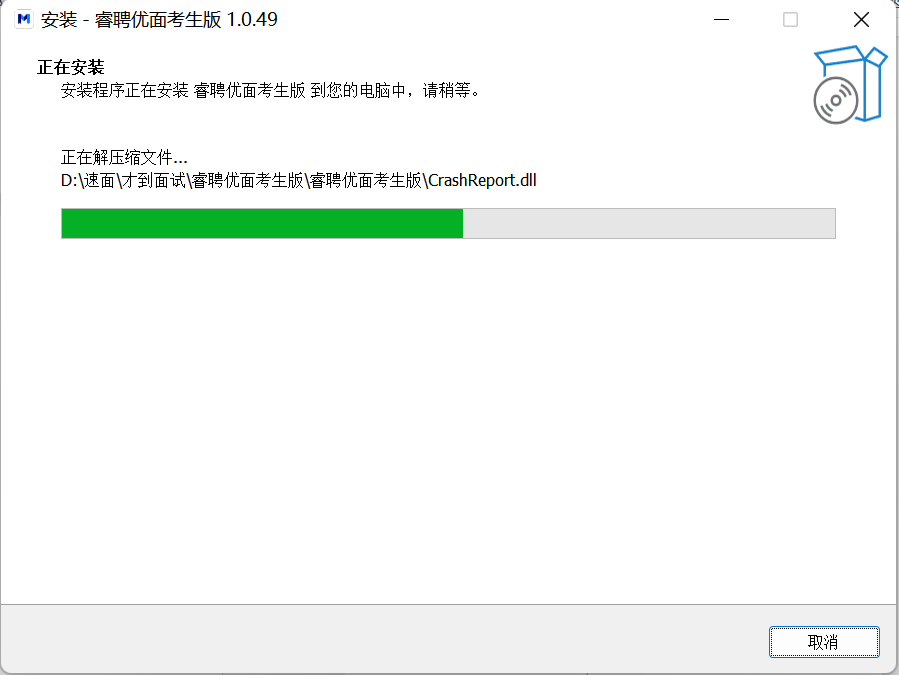 安装 - 睿聘优面考生版 1.0.49
正在安装
安装程序正在安装 睿聘优面考生版 到您的电脑中，请稍等。
正在解压缩文件...
D:\速面\才到面试\睿聘优面考生版\睿聘优面考生版\CrashReport.dll
取消